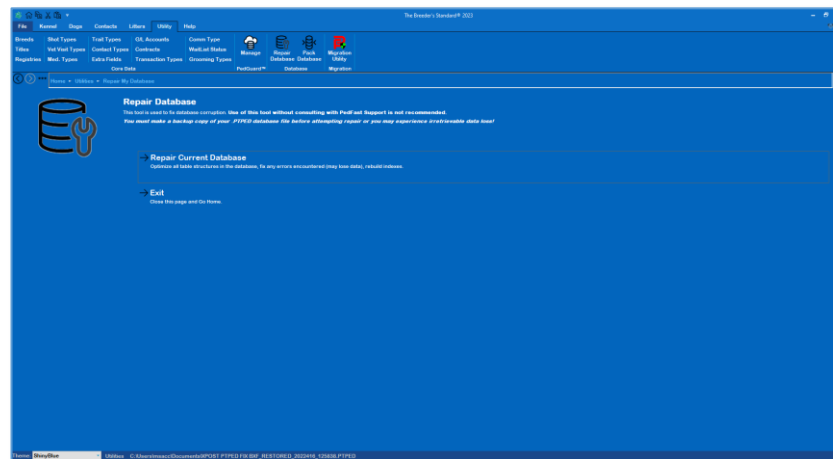 The Breeder's Standard® 2023
File Kennel Dogs Contacts Litters Utility Help
Breeds Shot Types Trait Types G/L Accounts Comm Type
Titles Vet Visit Types Contact Types Contracts WaitList Status
Registries Med. Types Extra Fields Transaction Types Grooming Types
Manage Repair Database Pack Database Migration Utility
Core Data PedGuard™ Database Migration
Home Utilities Repair My Database
Repair Database
This tool is used to fix database corruption. Use of this tool without consulting with PedFast Support is not recommended.
You must make a backup copy of your .PTPED database file before attempting repair or you may experience irretrievable data loss!
Repair Current Database
Optimize all table structures in the database, fix any errors encountered (may lose data), rebuild indexes.
Exit
Close this page and Go Home.
Theme: ShinyBlue Utilities